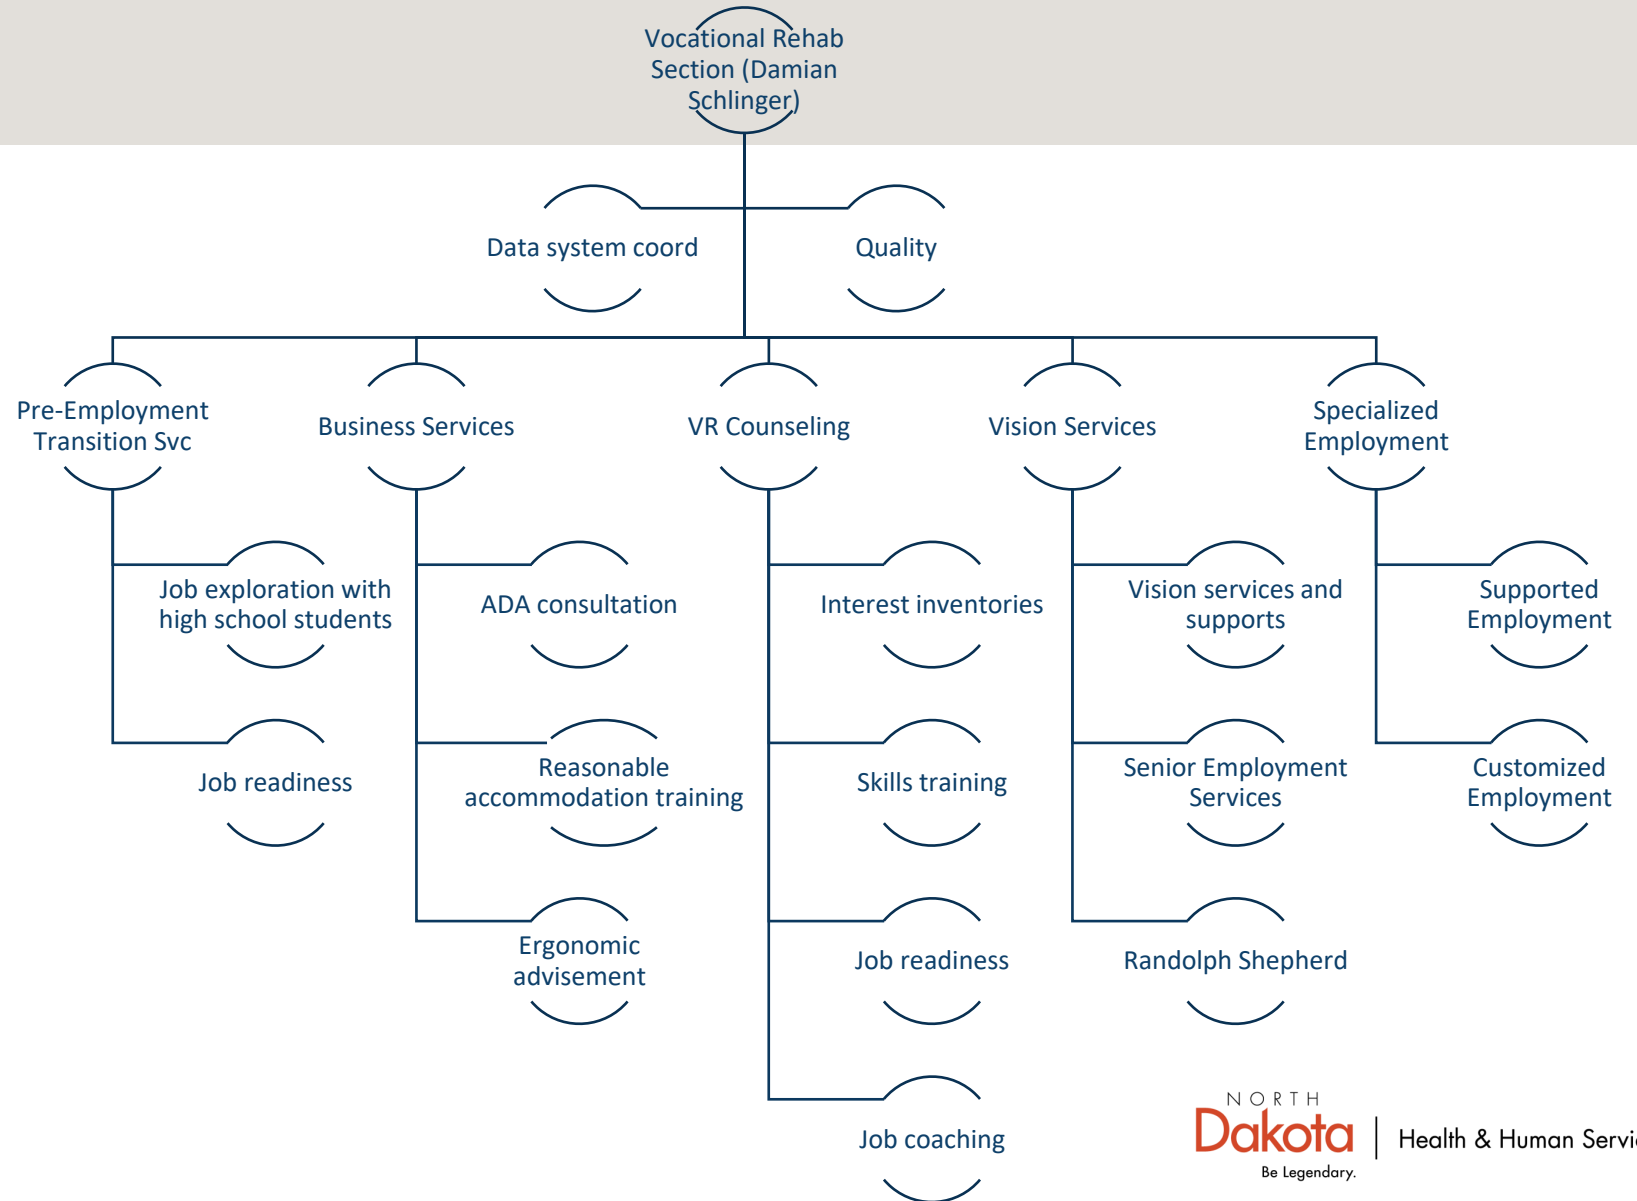 Vocational Rehab
Section (Damian
Schlinger)
Data system coord
Quality
Pre-Employment
Transition Svc
Business Services
VR Counseling
Vision Services
Specialized
Employment
Job exploration with
high school students
ADA consultation
Interest inventories
Vision services and
supports
Supported
Employment
Job readiness
Reasonable
accommodation training
Skills training
Senior Employment
Services
Customized
Employment
Ergonomic
advisement
Job readiness
Randolph Shepherd
Job coaching
NORTH
Dakota
Be Legendary.
Health & Human Servi